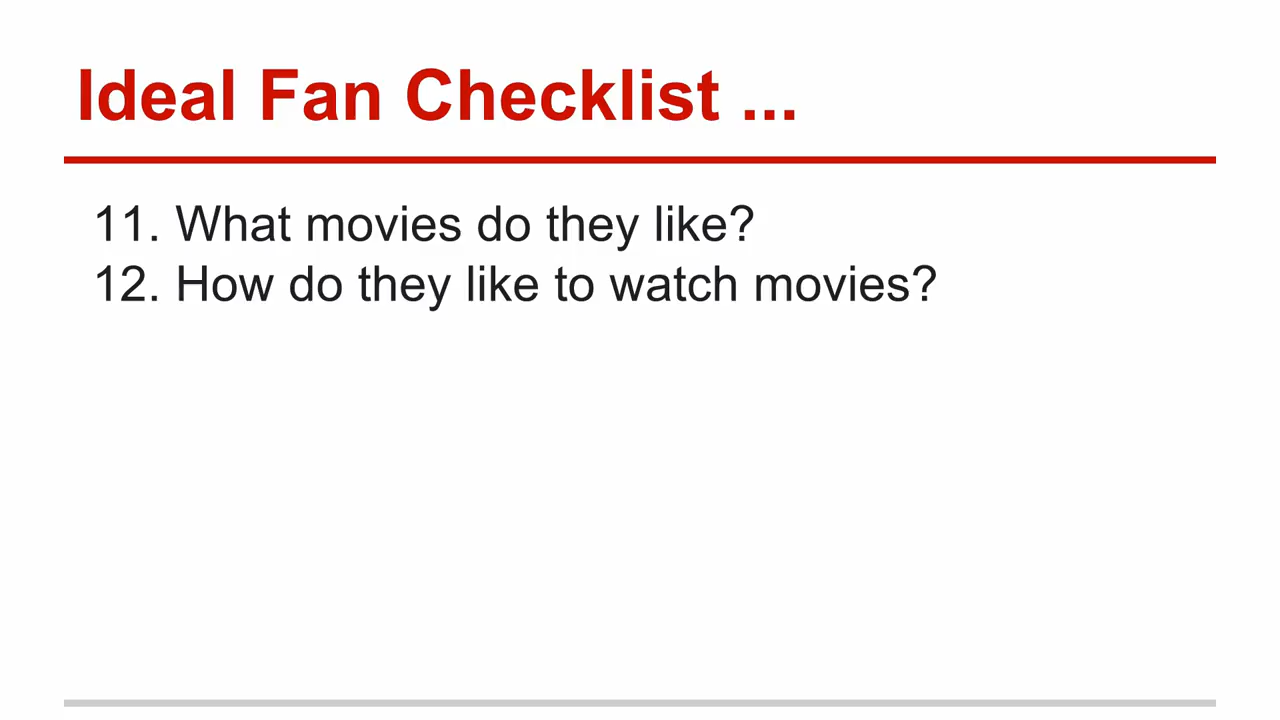 Ideal Fan Checklist ...
11. What movies do they like?
12. How do they like to watch movies?